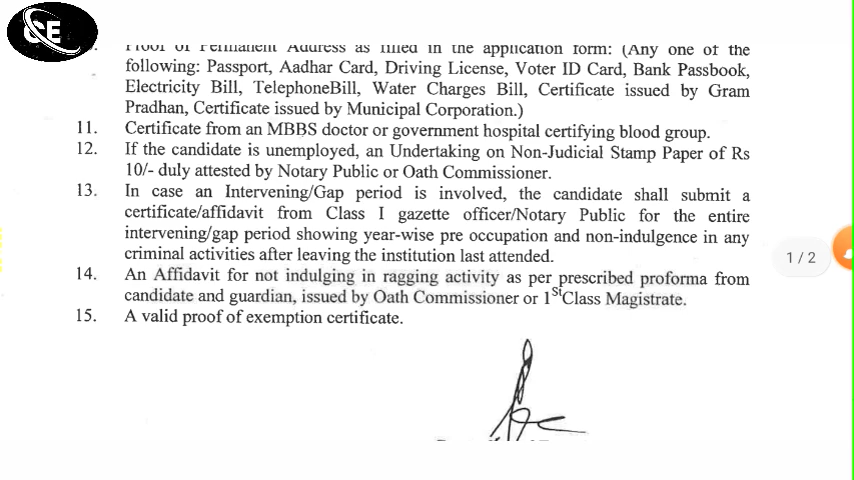 CE
Proof of Permanent Address as filled in the application form: (Any one of the
following: Passport, Aadhar Card, Driving License, Voter ID Card, Bank Passbook,
Electricity Bill, TelephoneBill, Water Charges Bill, Certificate issued by Gram
Pradhan, Certificate issued by Municipal Corporation.)
11. Certificate from an MBBS doctor or government hospital certifying blood group.
12. If the candidate is unemployed, an Undertaking on Non-Judicial Stamp Paper of Rs
10/- duly attested by Notary Public or Oath Commissioner.
13. In case an Intervening/Gap period is involved, the candidate shall submit a
certificate/affidavit from Class I gazette officer/Notary Public for the entire
intervening/gap period showing year-wise pre occupation and non-indulgence in any
criminal activities after leaving the institution last attended.
1 / 2
14. An Affidavit for not indulging in ragging activity as per prescribed proforma from
candidate and guardian, issued by Oath Commissioner or 1St Class Magistrate.
15. A valid proof of exemption certificate.